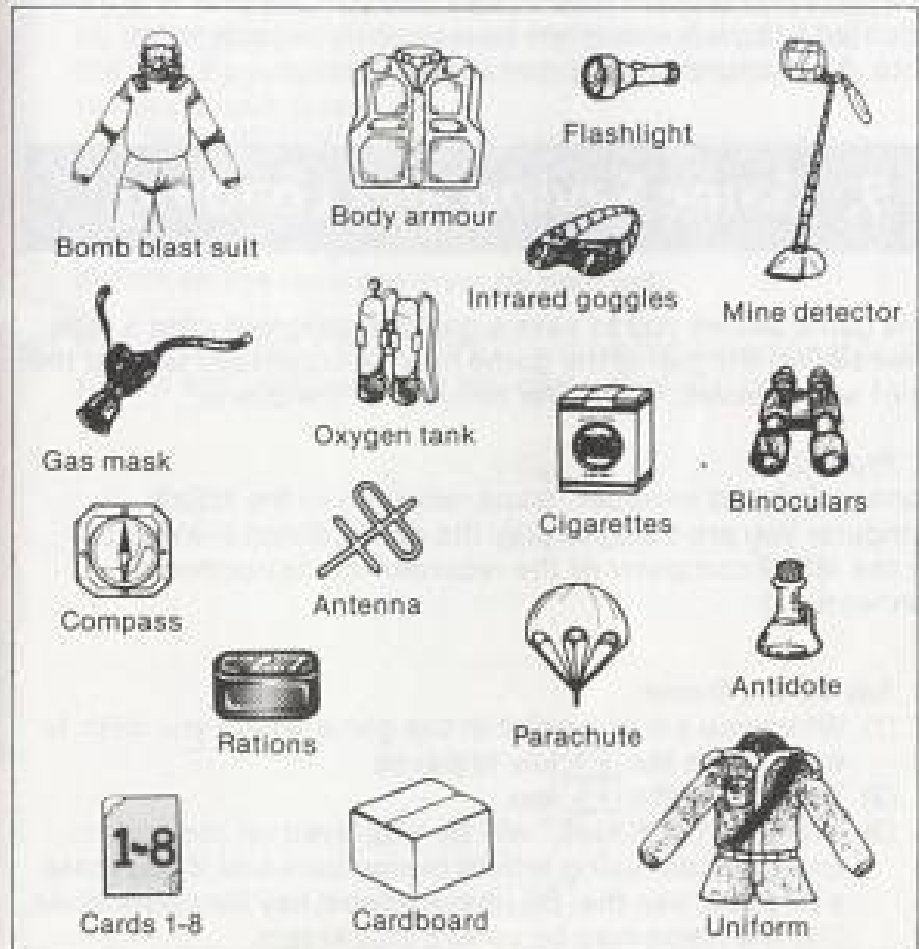 Flashlight
Body armour
Bomb blast suit
Infrared goggles
Mine detector
Oxygen tank
Gas mask
Binoculars
Cigarettes
Antenna
Compass
Antidote
Rations
Parachute
1-8
Cards 1-8
Cardboard
Uniform